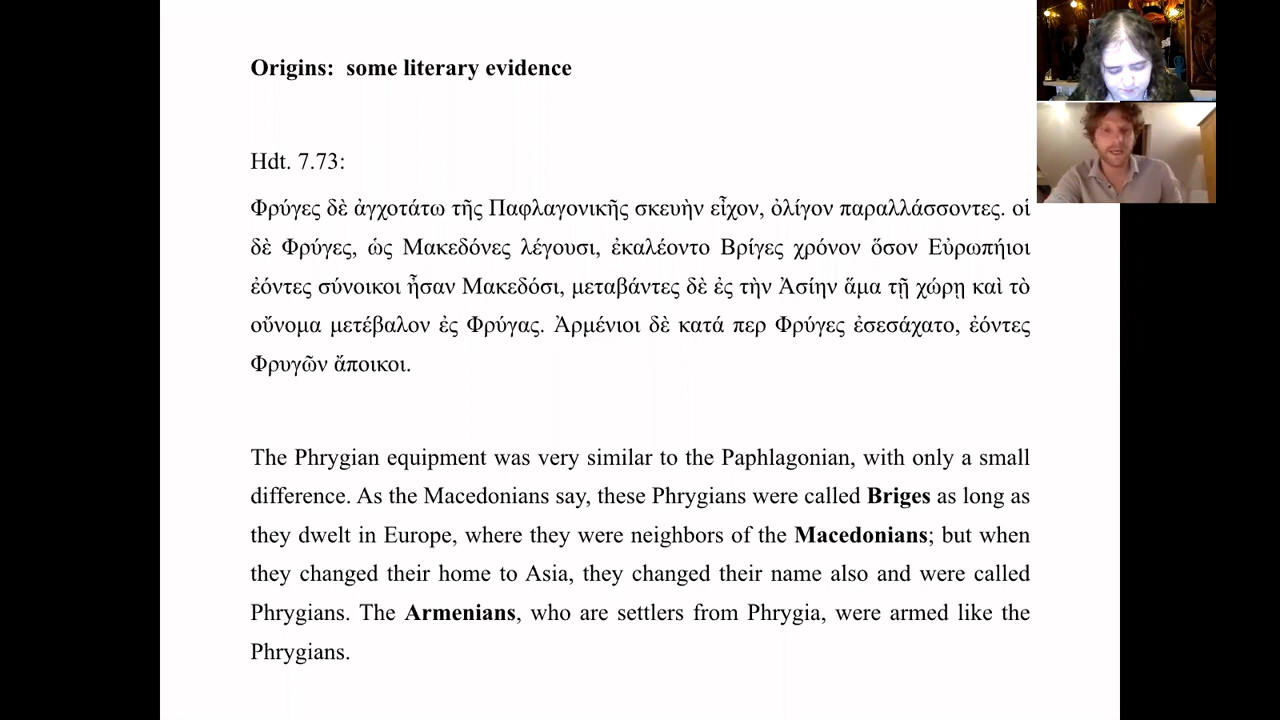 Origins: some literary evidence
Hdt. 7.73:
Φρύγες δὲ ἀγχοτάτω τῆς Παφλαγονικῆς σκευὴν εἶχον, ὀλίγον παραλλάσσοντες. οἱ
δὲ Φρύγες, ὡς Μακεδόνες λέγουσι, ἐκαλέοντο Βρίγες χρόνον ὅσον Εὐρωπήιοι
ἐόντες σύνοικοι ἦσαν Μακεδόσι, μεταβάντες δὲ ἐς τὴν Ἀσίην ἅμα τῇ χώρῃ καὶ τὸ
οὔνομα μετέβαλον ἐς Φρύγας. Ἀρμένιοι δὲ κατά περ Φρύγες ἐσεσάχατο, ἐόντες
Φρυγῶν ἄποικοι.
The Phrygian equipment was very similar to the Paphlagonian, with only a small
difference. As the Macedonians say, these Phrygians were called Briges as long as
they dwelt in Europe, where they were neighbors of the Macedonians; but when
they changed their home to Asia, they changed their name also and were called
Phrygians. The Armenians, who are settlers from Phrygia, were armed like the
Phrygians.